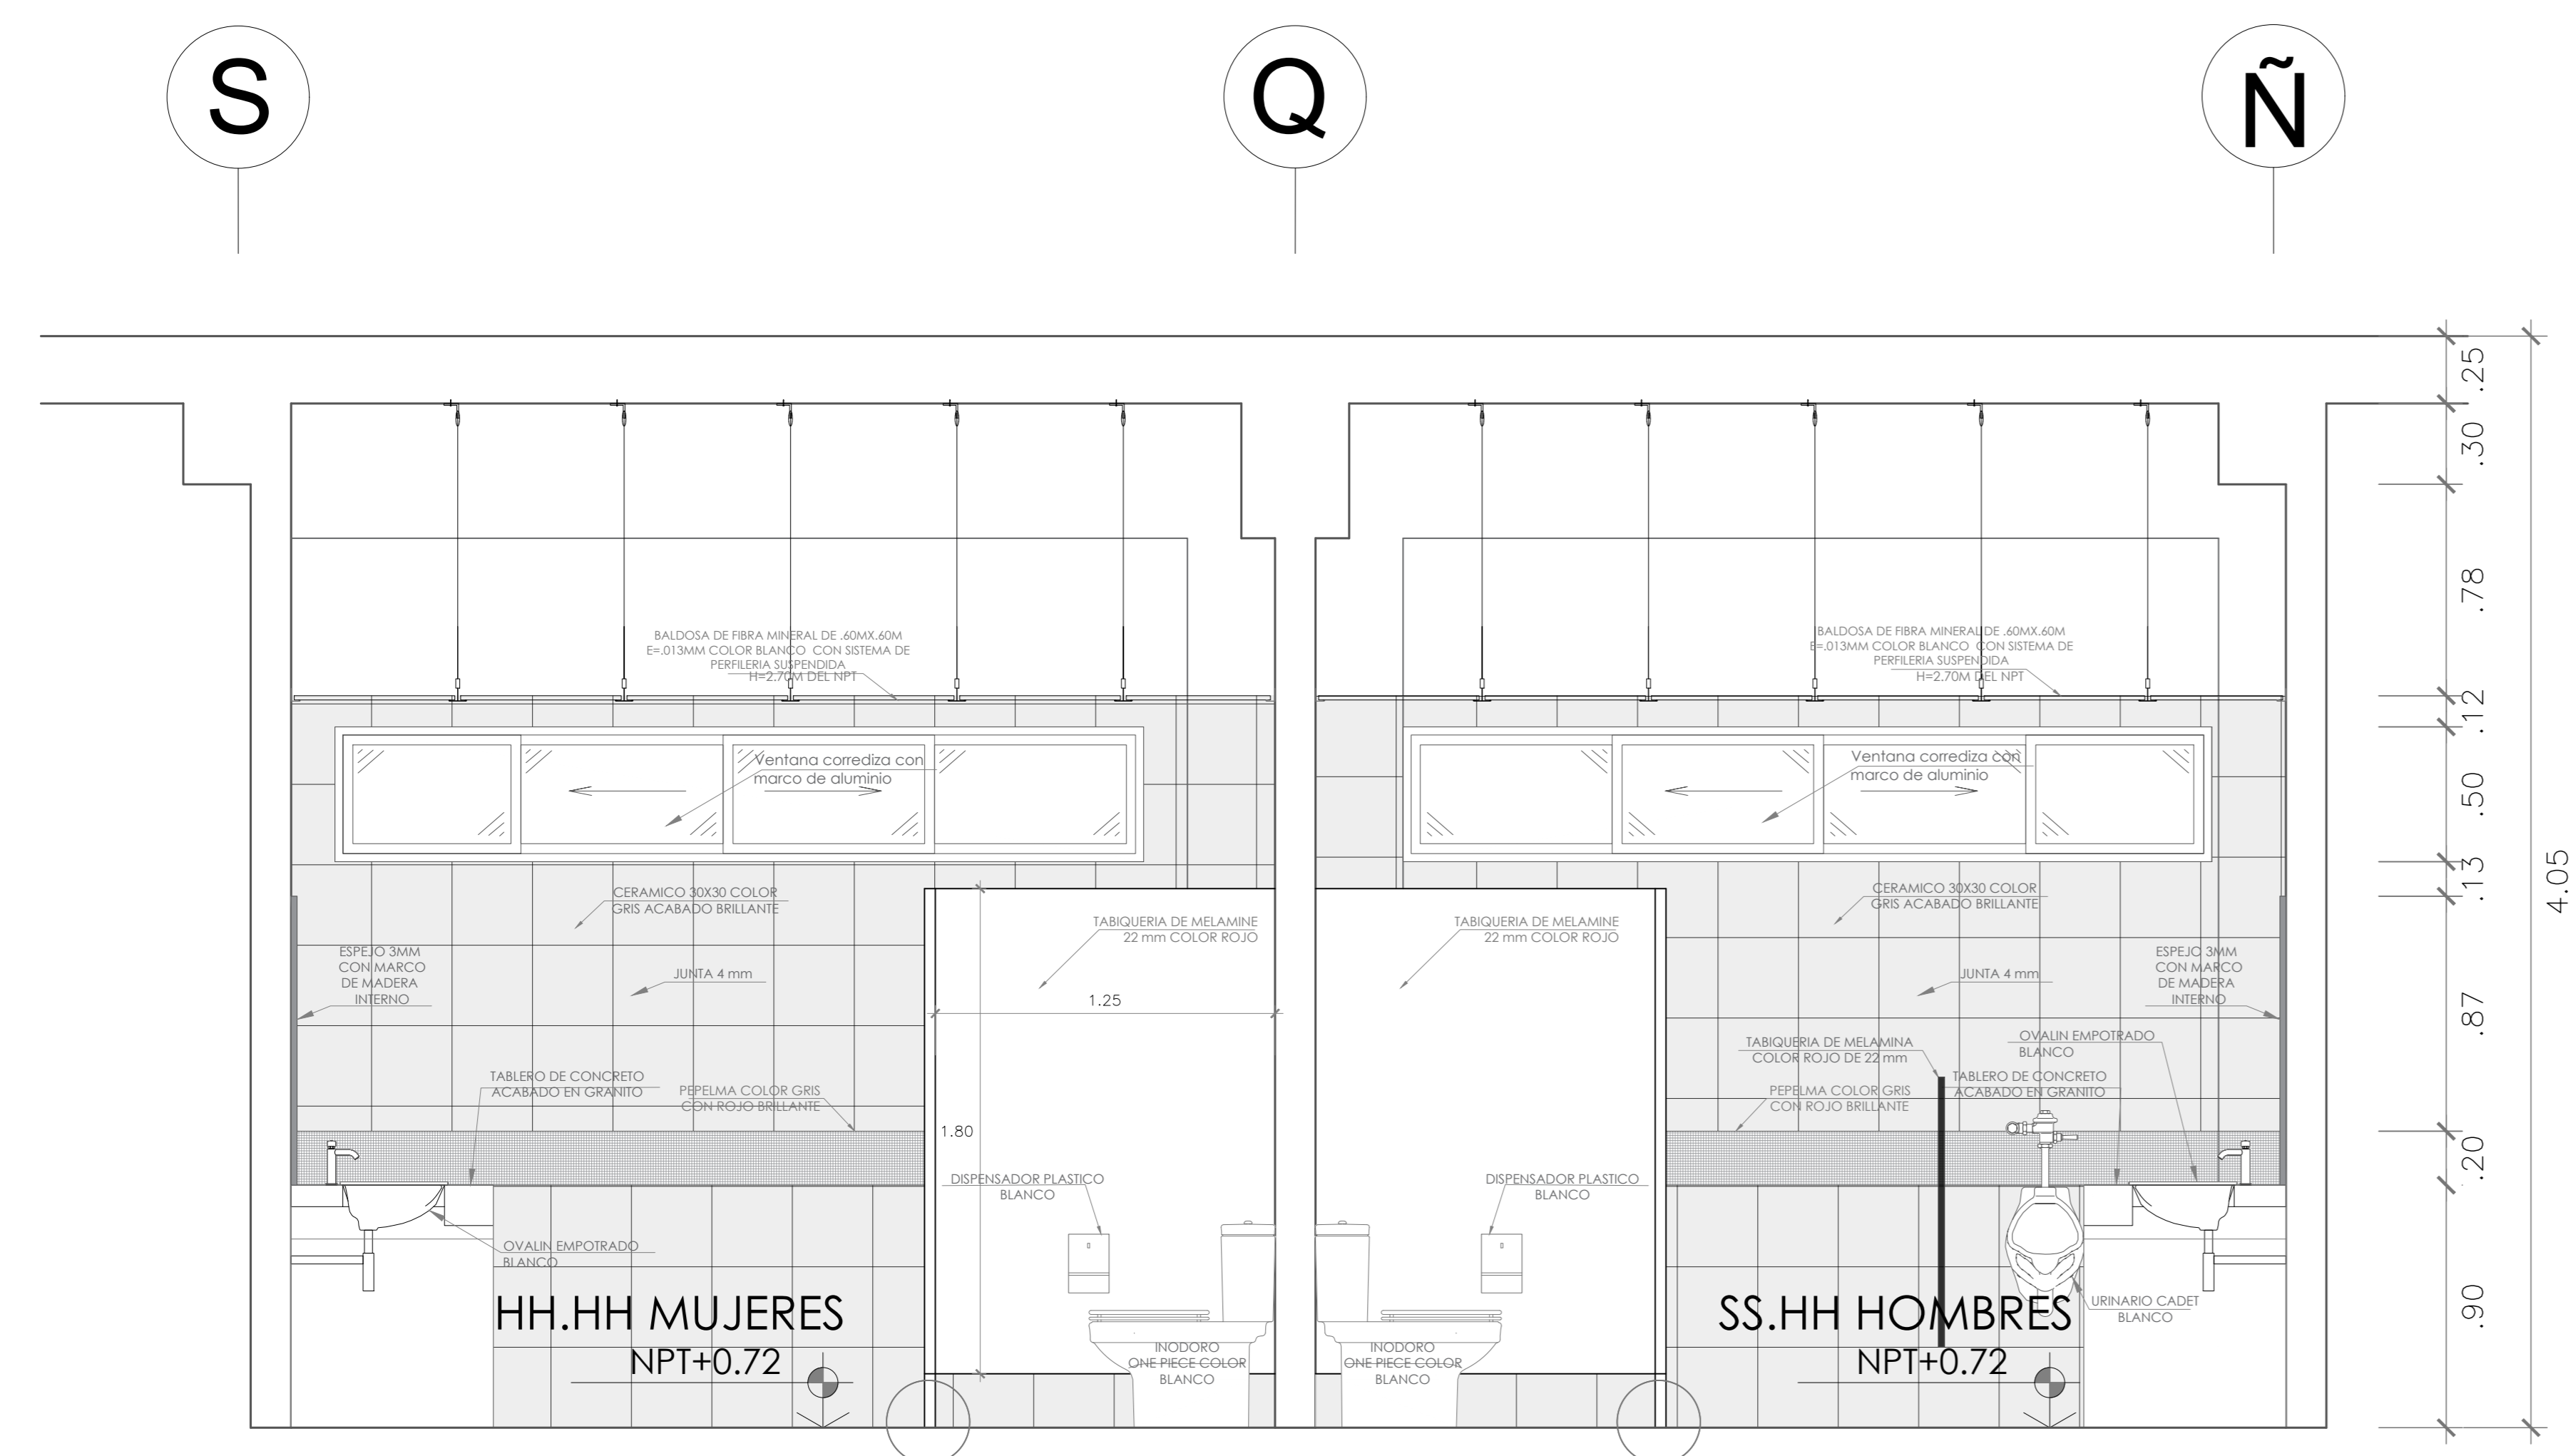 S
Q
Ñ
BALDOSA DE FIBRA MINERAL DE .60MX.60M
E=.013MM COLOR BLANCO CON SISTEMA DE
PERFILERIA SUSPENDIDA
H=2.70M DEL NPT
BALDOSA DE FIBRA MINERAL DE .60MX.60M
E=.013MM COLOR BLANCO CON SISTEMA DE
PERFILERIA SUSPENDIDA
H=2.70M DEL NPT
Ventana corrediza con
marco de aluminio
Ventana corrediza con
marco de aluminio
CERAMICO 30X30 COLOR
GRIS ACABADO BRILLANTE
ESPEJO 3MM
CON MARCO
DE MADERA
INTERNO
JUNTA 4 mm
TABLERO DE CONCRETO
ACABADO EN GRANITO
PEPELMA COLOR GRIS
CON ROJO BRILLANTE
OVALIN EMPOTRADO
BLANCO
HH.HH MUJERES
NPT+0.72
TABIQUERIA DE MELAMINE
22 mm COLOR ROJO
1.25
1.80
DISPENSADOR PLASTICO
BLANCO
INODORO
ONE PIECE COLOR
BLANCO
TABIQUERIA DE MELAMINE
22 mm COLOR ROJO
DISPENSADOR PLASTICO
BLANCO
INODORO
ONE PIECE COLOR
BLANCO
CERAMICO 30X30 COLOR
GRIS ACABADO BRILLANTE
JUNTA 4 mm
ESPEJO 3MM
CON MARCO
DE MADERA
INTERNO
TABIQUERIA DE MELAMINA
COLOR ROJO DE 22 mm
OVALIN EMPOTRADO
BLANCO
PEPELMA COLOR GRIS
CON ROJO BRILLANTE
TABLERO DE CONCRETO
ACABADO EN GRANITO
URINARIO CADET
BLANCO
SS.HH HOMBRES
NPT+0.72
.25
.30
.78
.12
.50
.13
.87
.20
.90
4.05